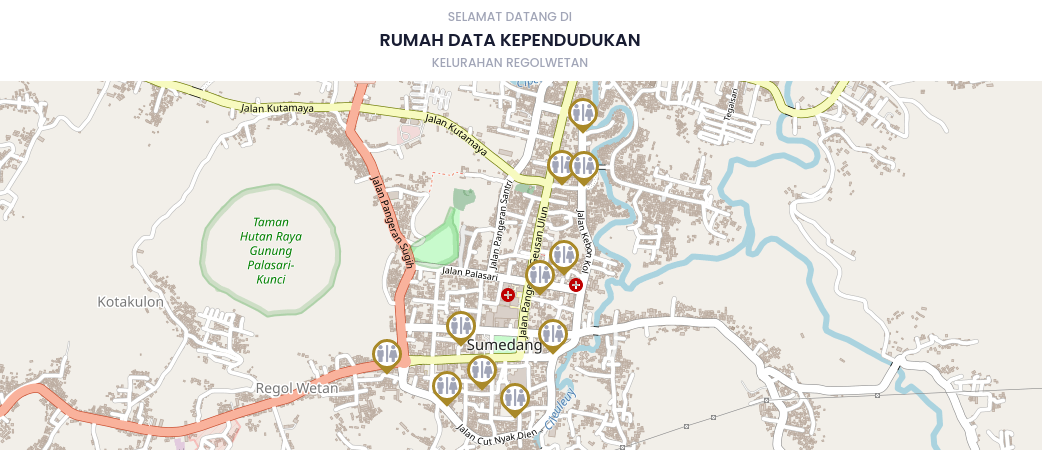 SELAMAT DATANG DI
RUMAH DATA KEPENDUDUKAN
KELURAHAN REGOLWETAN
Jalan Kutamaya
Jalan Kutamaya
Tegalsari
Jalan Pangeran Sugih
Jalan Pangeran Santri
Jalan Kebon Kol
Taman
Hutan Raya
Gunung
Palasari-
Kunci
Jalan Palasari
Kotakulon
Sumedang
Regol Wetan
Jalan Cut Nyak Dien